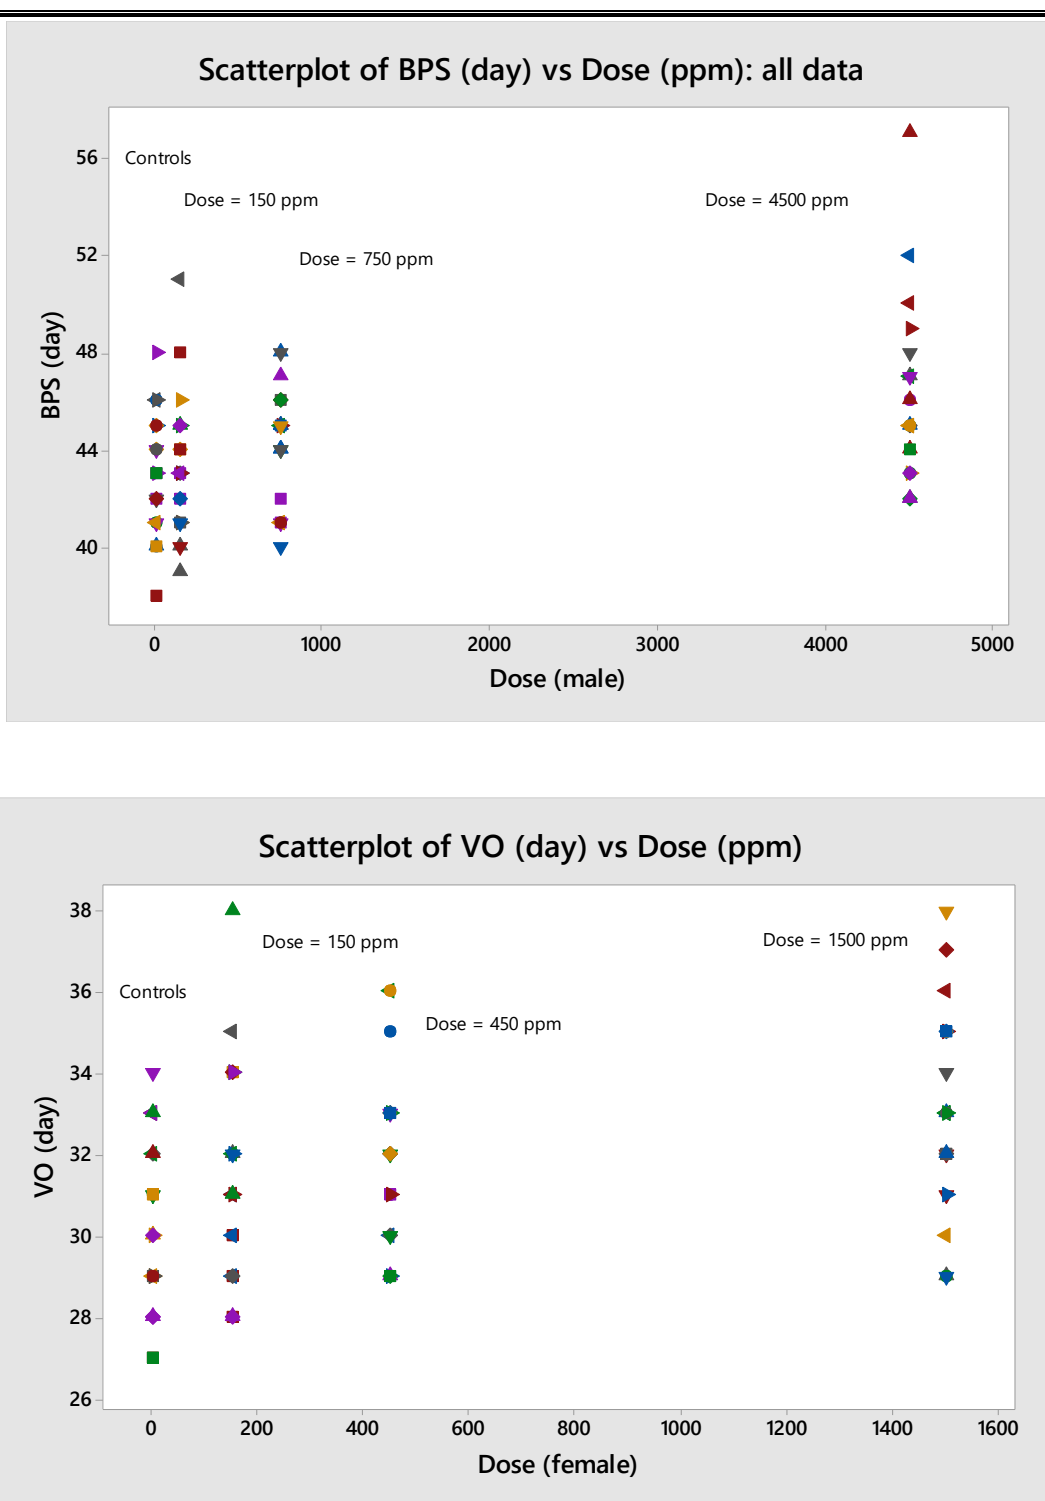 Scatterplot of BPS (day) vs Dose (ppm): all data
56
Controls
Dose = 150 ppm
Dose = 4500 ppm
52
Dose = 750 ppm
48
BPS (day)
44
40
0 1000 2000 3000 4000 5000
Dose (male)
Scatterplot of VO (day) vs Dose (ppm)
38
Dose = 150 ppm
Dose = 1500 ppm
36
Controls
Dose = 450 ppm
34
VO (day)
32
30
28
26
0 200 400 600 800 1000 1200 1400 1600
Dose (female)